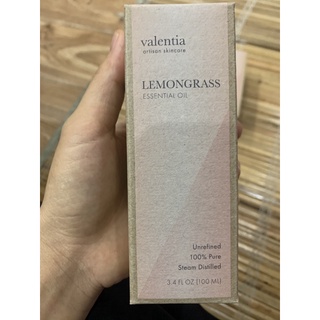 valentia
artisan skincare
LEMONGRASS
ESSENTIAL OIL
Unrefined
100% Pure
Steam Distilled
3.4 FL OZ (100 ML)